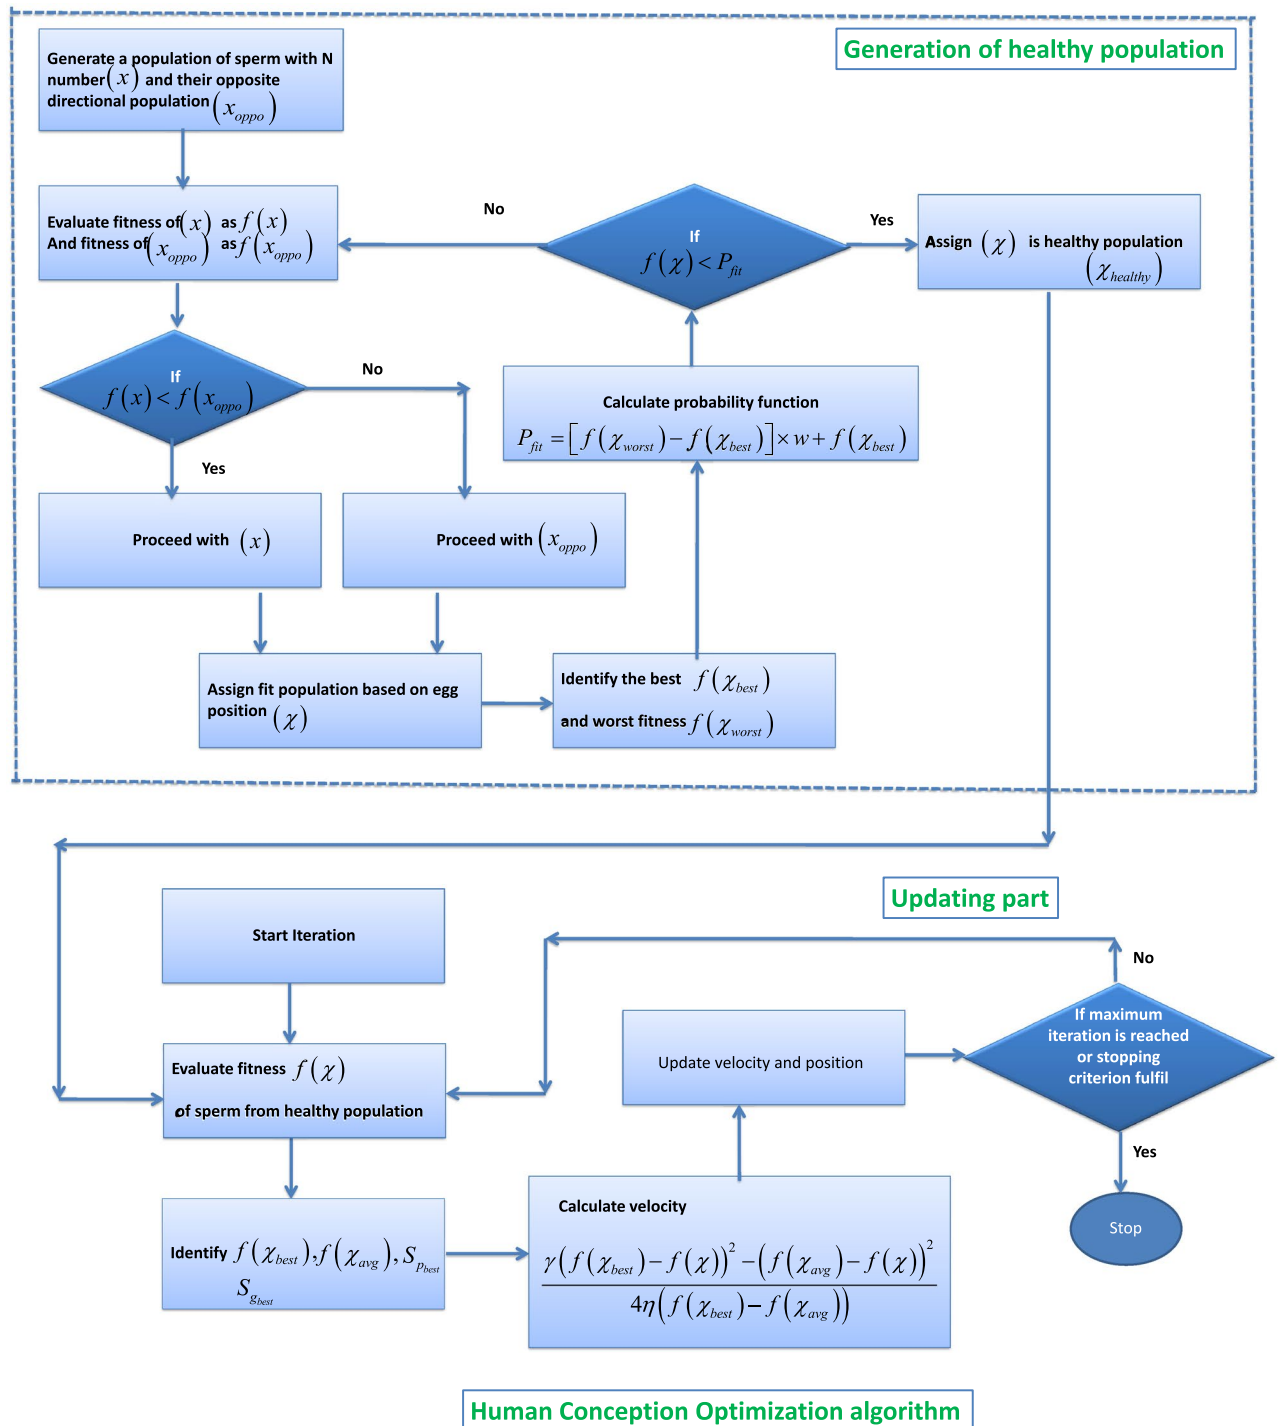 Generation of healthy population
Generate a population of sperm with N
number (x) and their opposite
directional population (x_oppo)
Evaluate fitness of (x) as f(x)
And fitness of (x_oppo) as f(x_oppo)
If
f(x) < f(x_oppo)
No
Yes
Proceed with (x)
Proceed with (x_oppo)
Assign fit population based on egg
position (χ)
Identify the best f(χ_best)
and worst fitness f(χ_worst)
Calculate probability function
P_fit = [f(χ_worst) − f(χ_best)] × w + f(χ_best)
If
f(χ) < P_fit
No
Yes
Assign (χ) is healthy population
(χ_healthy)
Updating part
Start Iteration
Evaluate fitness f(χ)
of sperm from healthy population
Identify f(χ_best), f(χ_avg), S_p_best
S_g_best
Calculate velocity
γ(f(χ_best) − f(χ))² − (f(χ_avg) − f(χ))²
4η(f(χ_best) − f(χ_avg))
Update velocity and position
If maximum
iteration is reached
or stopping
criterion fulfil
No
Yes
Stop
Human Conception Optimization algorithm